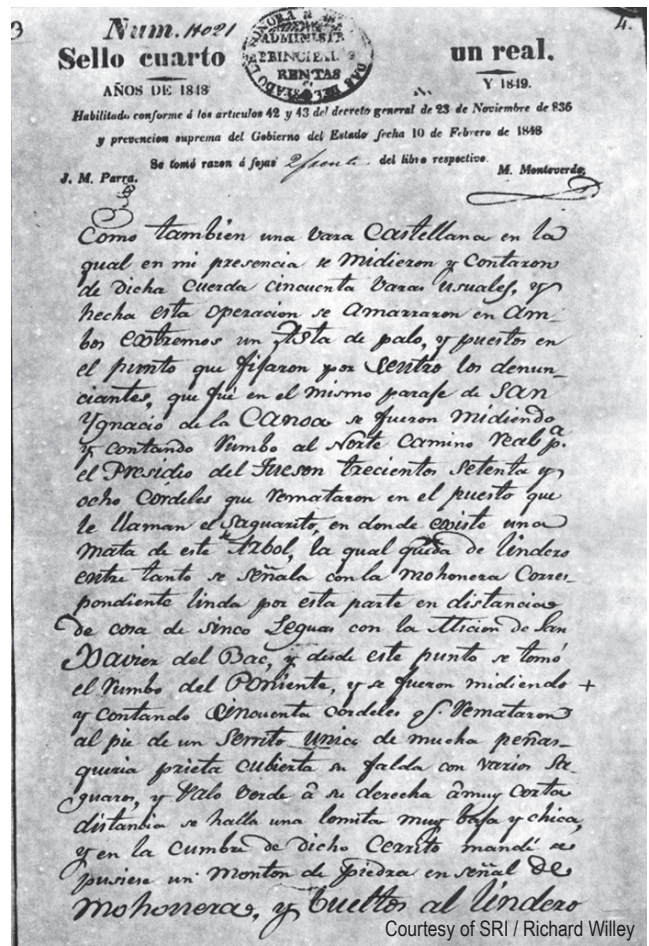 3
4.
Num. 11021
Sello cuarto
un real.
ADMINIST
PRINCIPAL
RENTAS
AÑOS DE 1848
Y 1849.
Habilitado conforme á los artículos 42 y 43 del decreto general de 23 de Noviembre de 836
y prevencion suprema del Gobierno del Estado fecha 10 de Febrero de 1848
Se tomó razon á fojas 2 frente del libro respectivo.
J. M. Parra.
M. Monteverde.
Como tambien una vara Castellana en la
qual en mi presencia se midieron y contaron
de dicha cuerda cincuenta varas usuales, y
hecha esta operacion se amarraron en am-
bos extremos un Asta de palo, y puestos en
el punto que fijaron por Sentro los denun-
ciantes, que fué en el mismo paraje de San
Ygnacio de la Canoa se fueron midiendo
y contando Rumbo al Norte Camino Real pa.
el Presidio del Tucson trecientos setenta y
ocho Cordeles que remataron en el puesto que
le llaman el Saguarito, en donde existe una
mata de este Arbol, la qual queda de lindero
entre tanto se señala con la mohonera Corres-
pondiente linda por esta parte en distancia
de cosa de sinco Leguas con la Micion de San
Xavier del Bac, y desde este punto se tomó
el Rumbo del Poniente, y se fueron midiendo +
y contando Cincuenta cordeles q. remataron
al pie de un Serrito unico de mucha peñas-
queria prieta cubierta su falda con varios Sa-
guaros, y Palo verde â su derecha â muy corta
distancia se halla una lomita muy baja y chica,
y en la Cumbre de dicho Cerrito mandé se
pusiese un monton de piedra en señal de
mohonera, y bueltos al lindero
Courtesy of SRI / Richard Willey